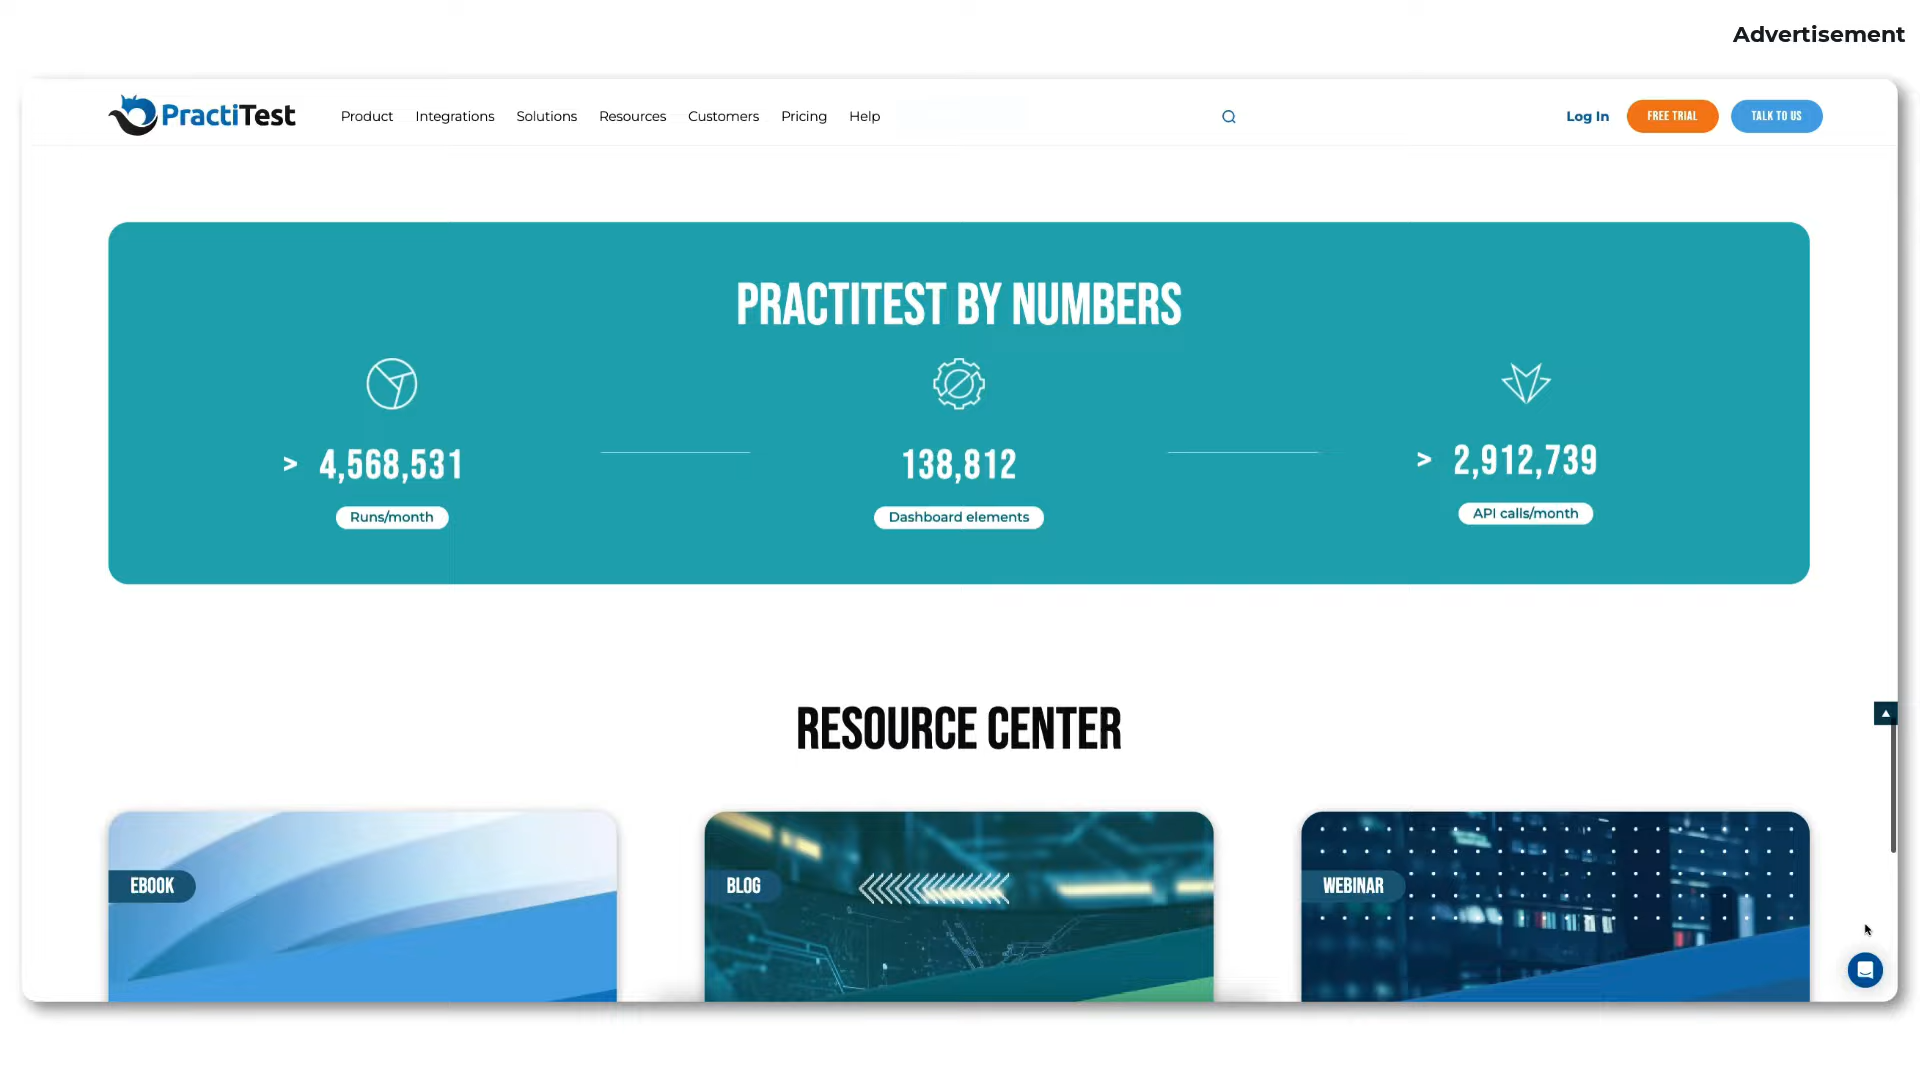 Advertisement
PractiTest
Product Integrations Solutions Resources Customers Pricing Help
Log In FREE TRIAL TALK TO US
PRACTITEST BY NUMBERS
> 4,568,531 138,812 > 2,912,739
Runs/month Dashboard elements API calls/month
RESOURCE CENTER
EBOOK BLOG WEBINAR